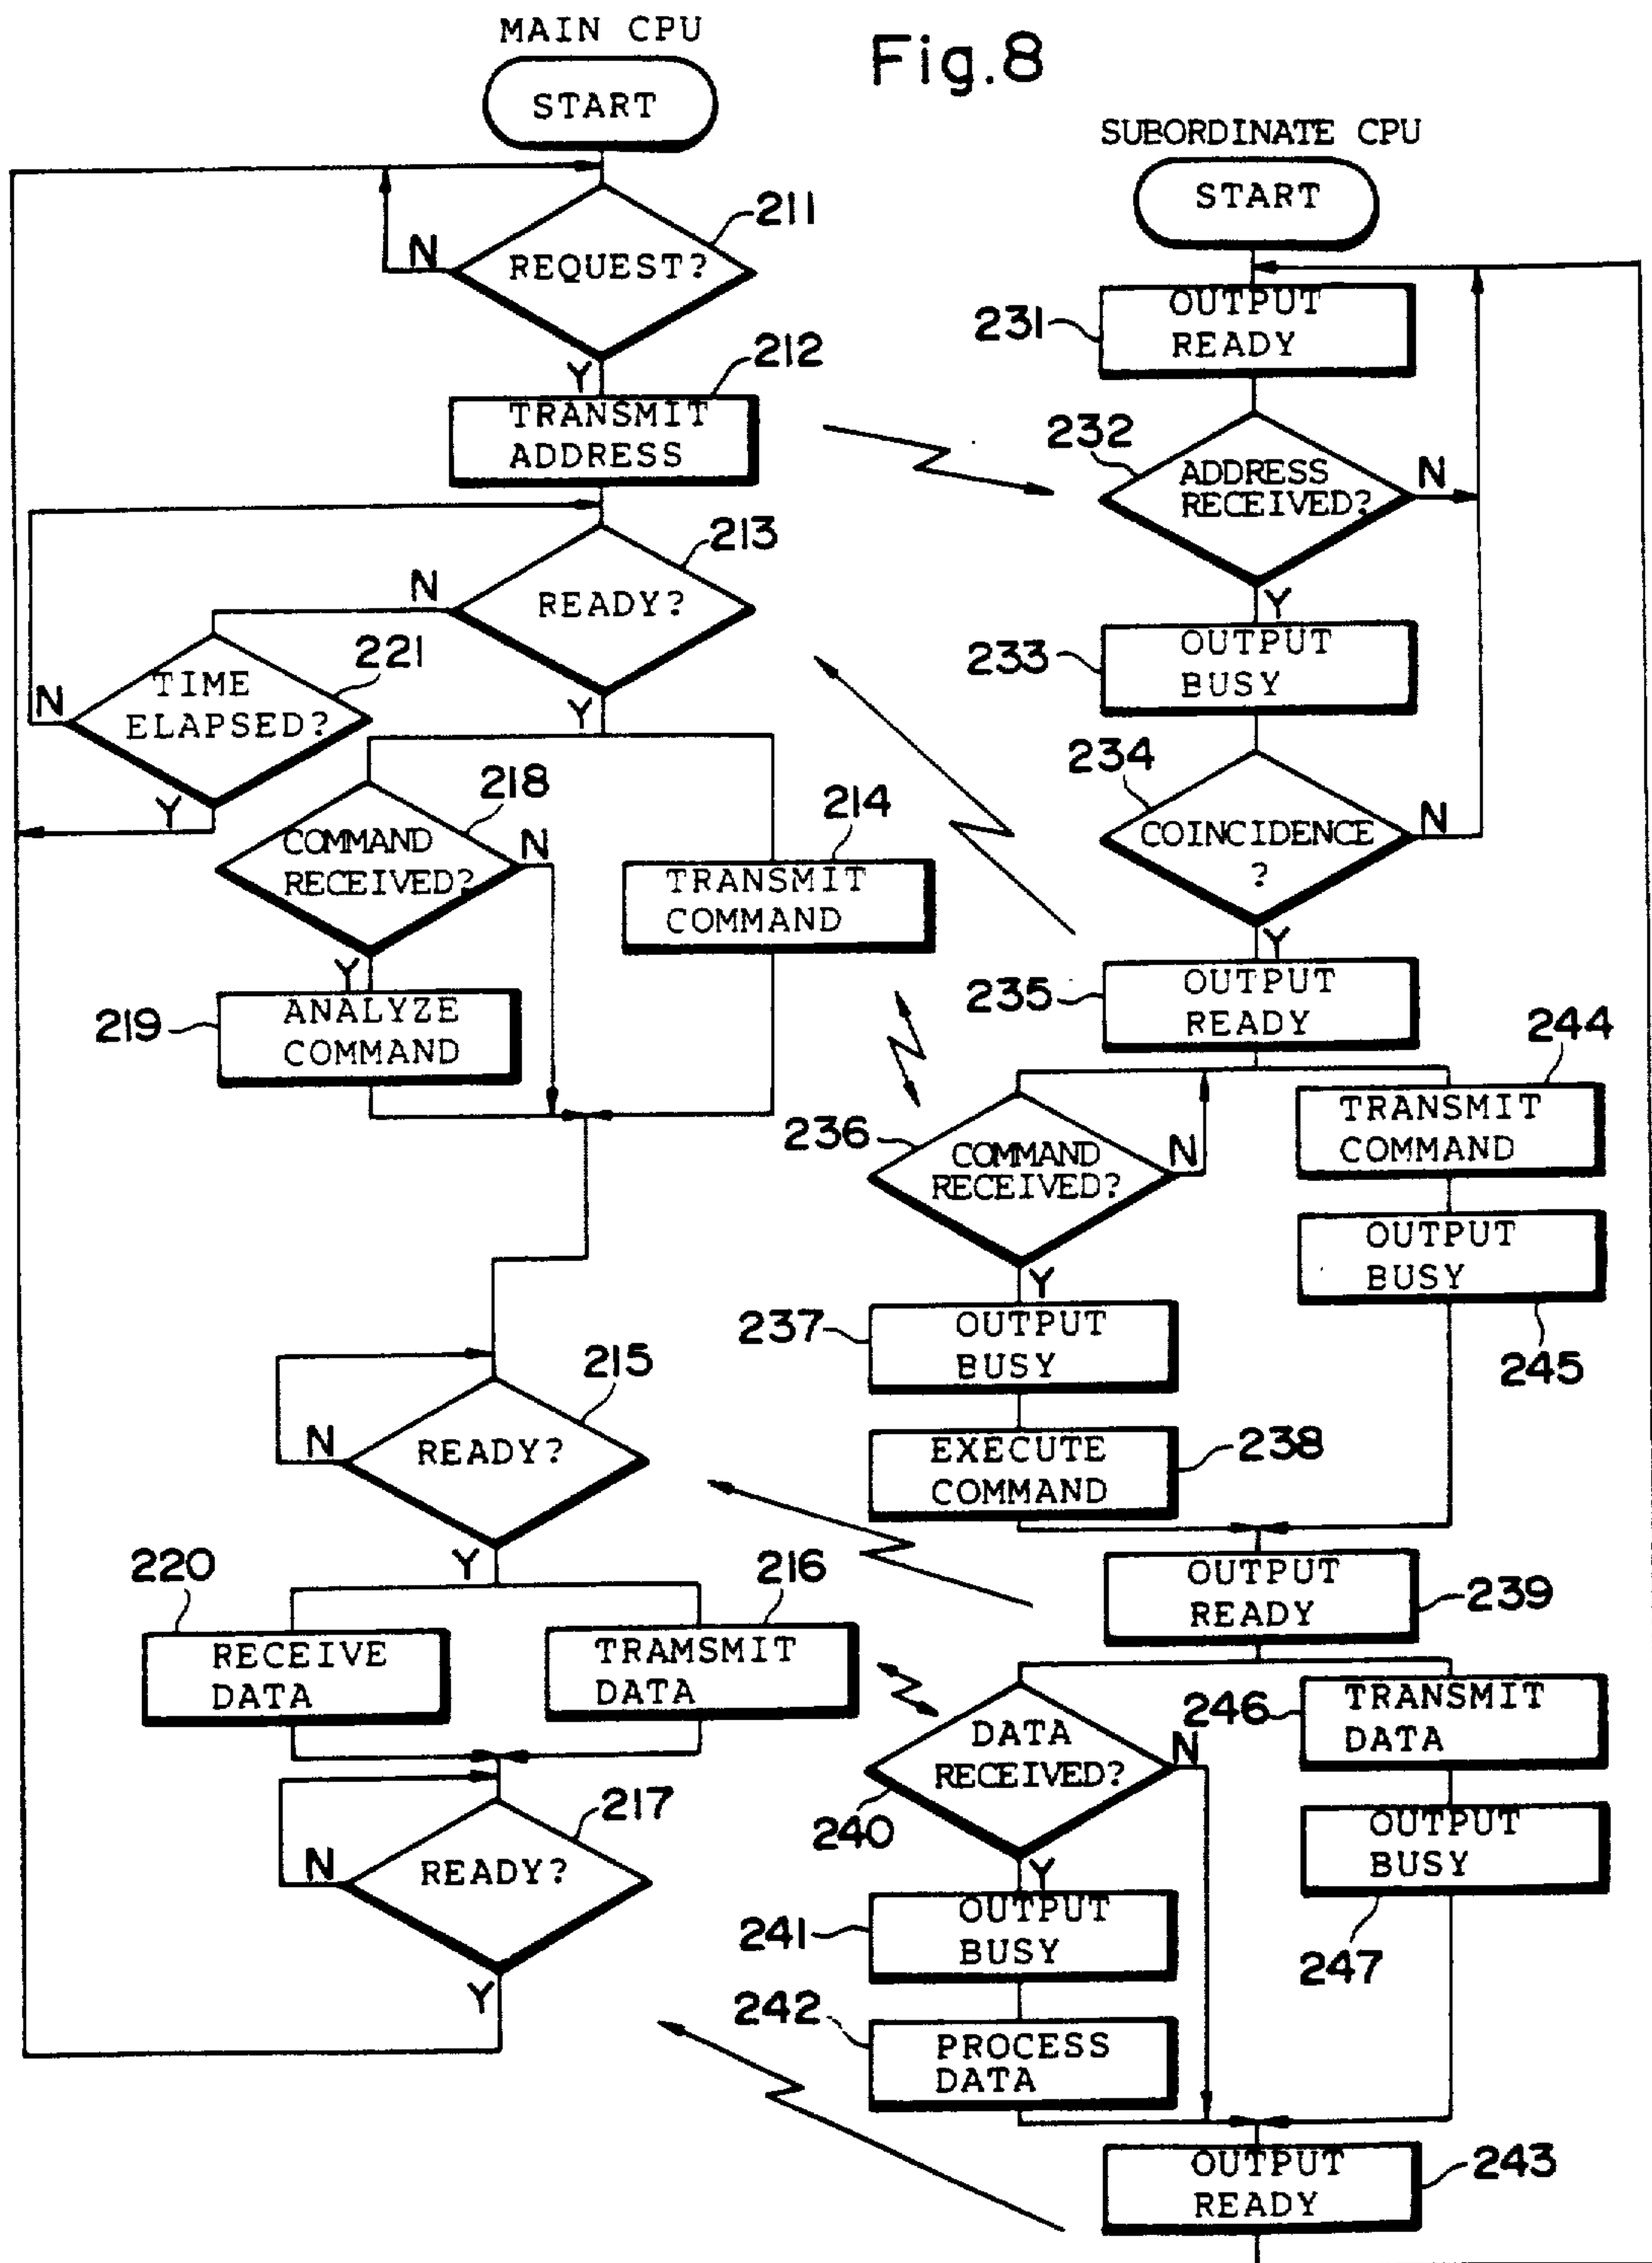 MAIN CPU
Fig.8
START
211
N
REQUEST?
Y
212
TRANSMIT
ADDRESS
213
N
READY?
Y
221
TIME
ELAPSED?
N
Y
218
COMMAND
RECEIVED?
N
Y
214
TRANSMIT
COMMAND
219
ANALYZE
COMMAND
215
N
READY?
Y
220
RECEIVE
DATA
216
TRAMSMIT
DATA
217
N
READY?
Y
SUBORDINATE CPU
START
231
OUTPUT
READY
232
ADDRESS
RECEIVED?
N
Y
233
OUTPUT
BUSY
234
COINCIDENCE
?
N
Y
235
OUTPUT
READY
236
COMMAND
RECEIVED?
N
Y
244
TRANSMIT
COMMAND
OUTPUT
BUSY
245
237
OUTPUT
BUSY
EXECUTE
COMMAND
238
OUTPUT
READY
239
DATA
RECEIVED?
N
240
Y
246
TRANSMIT
DATA
OUTPUT
BUSY
247
241
OUTPUT
BUSY
242
PROCESS
DATA
OUTPUT
READY
243